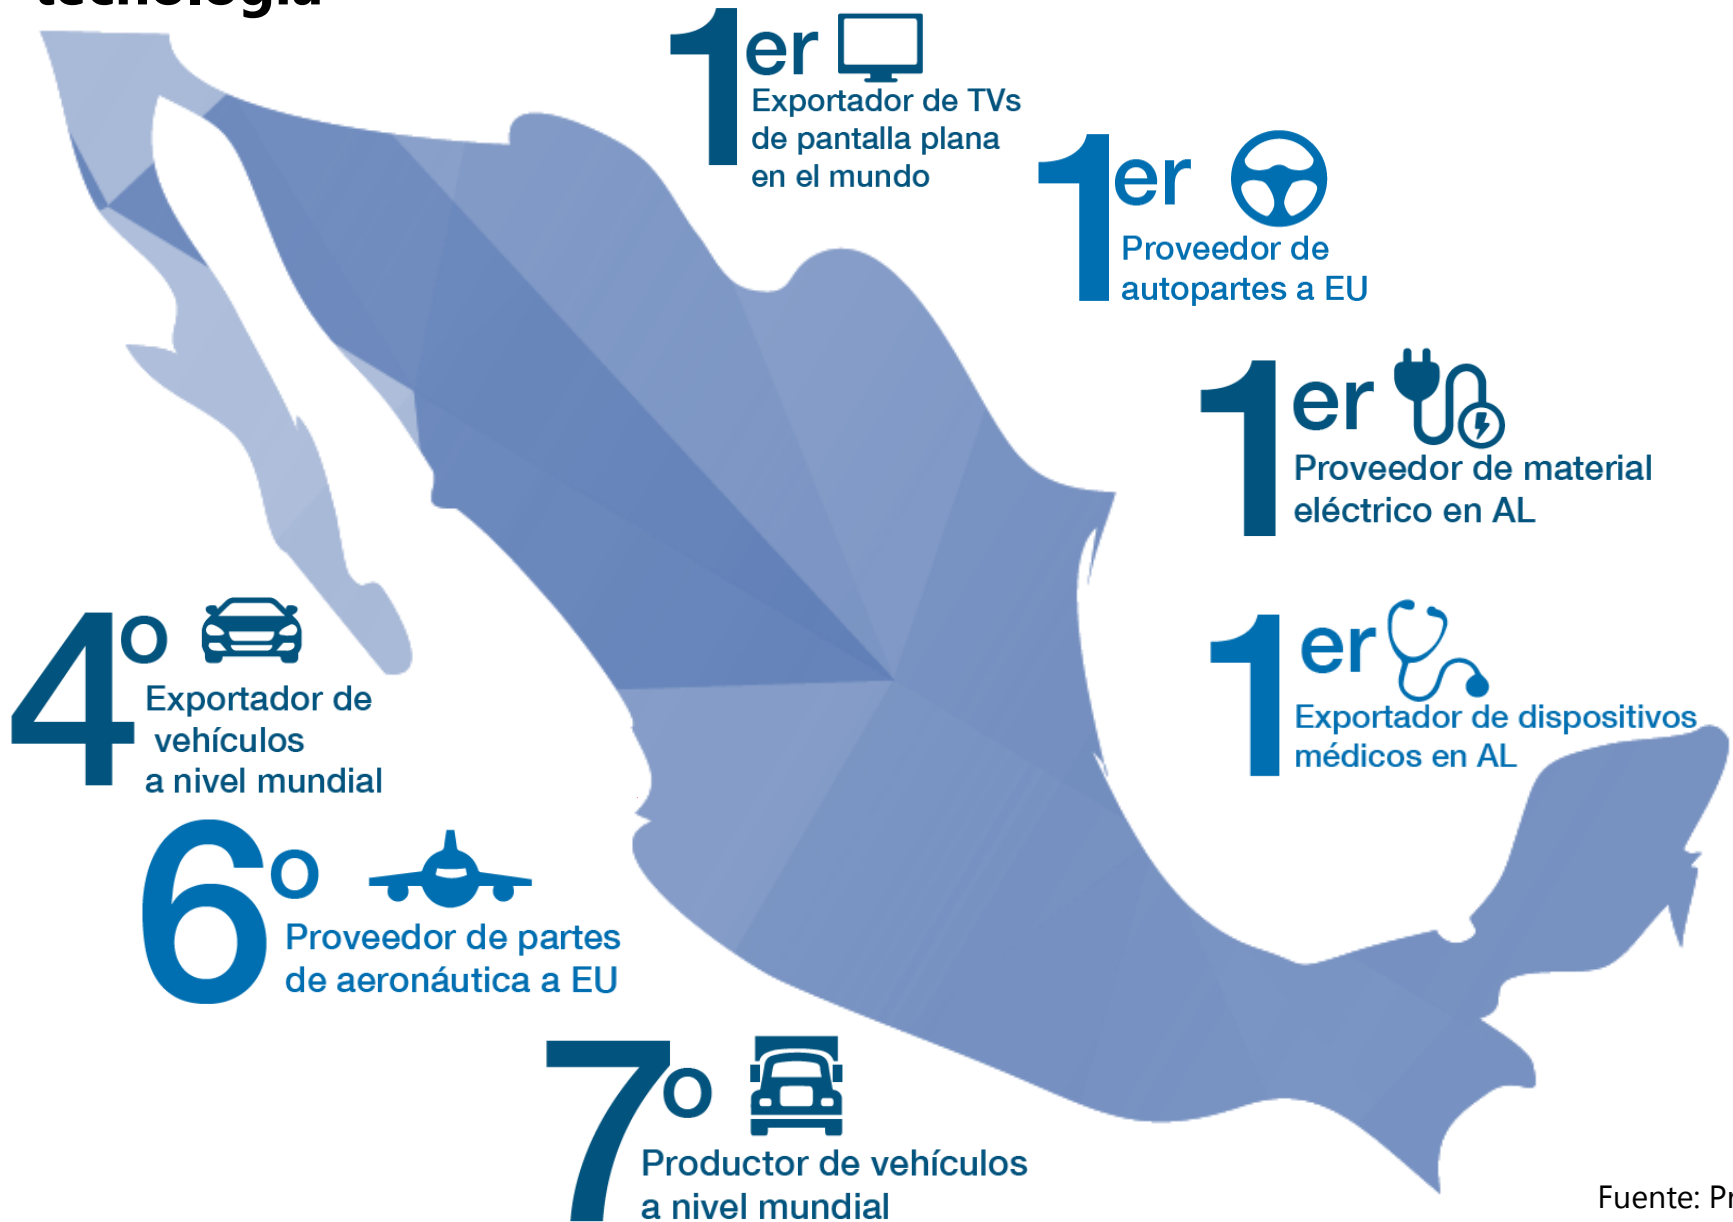 tecnología
1er
Exportador de TVs
de pantalla plana
en el mundo
1er
Proveedor de
autopartes a EU
1er
Proveedor de material
eléctrico en AL
1er
Exportador de dispositivos
médicos en AL
4º
Exportador de
vehículos
a nivel mundial
6º
Proveedor de partes
de aeronáutica a EU
7º
Productor de vehículos
a nivel mundial
Fuente: